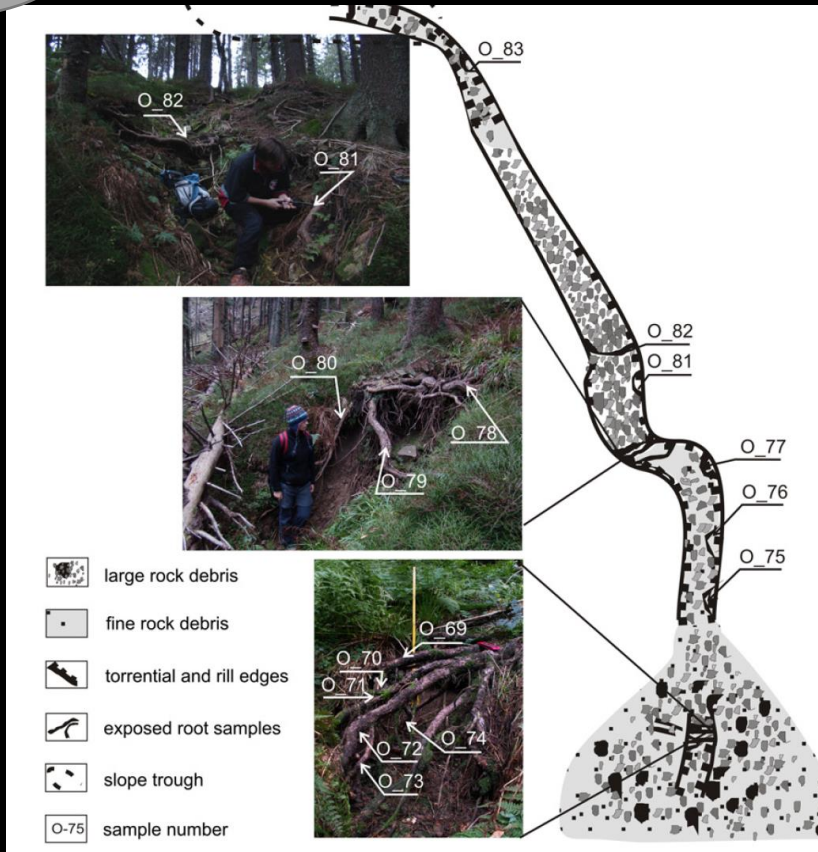 O_83
O_82
O_81
O_82
O_81
O_80
O_78
O_79
O_77
O_76
O_75
O_69
O_70
O_71
O_72
O_74
O_73
large rock debris
fine rock debris
torrential and rill edges
exposed root samples
slope trough
O-75 sample number